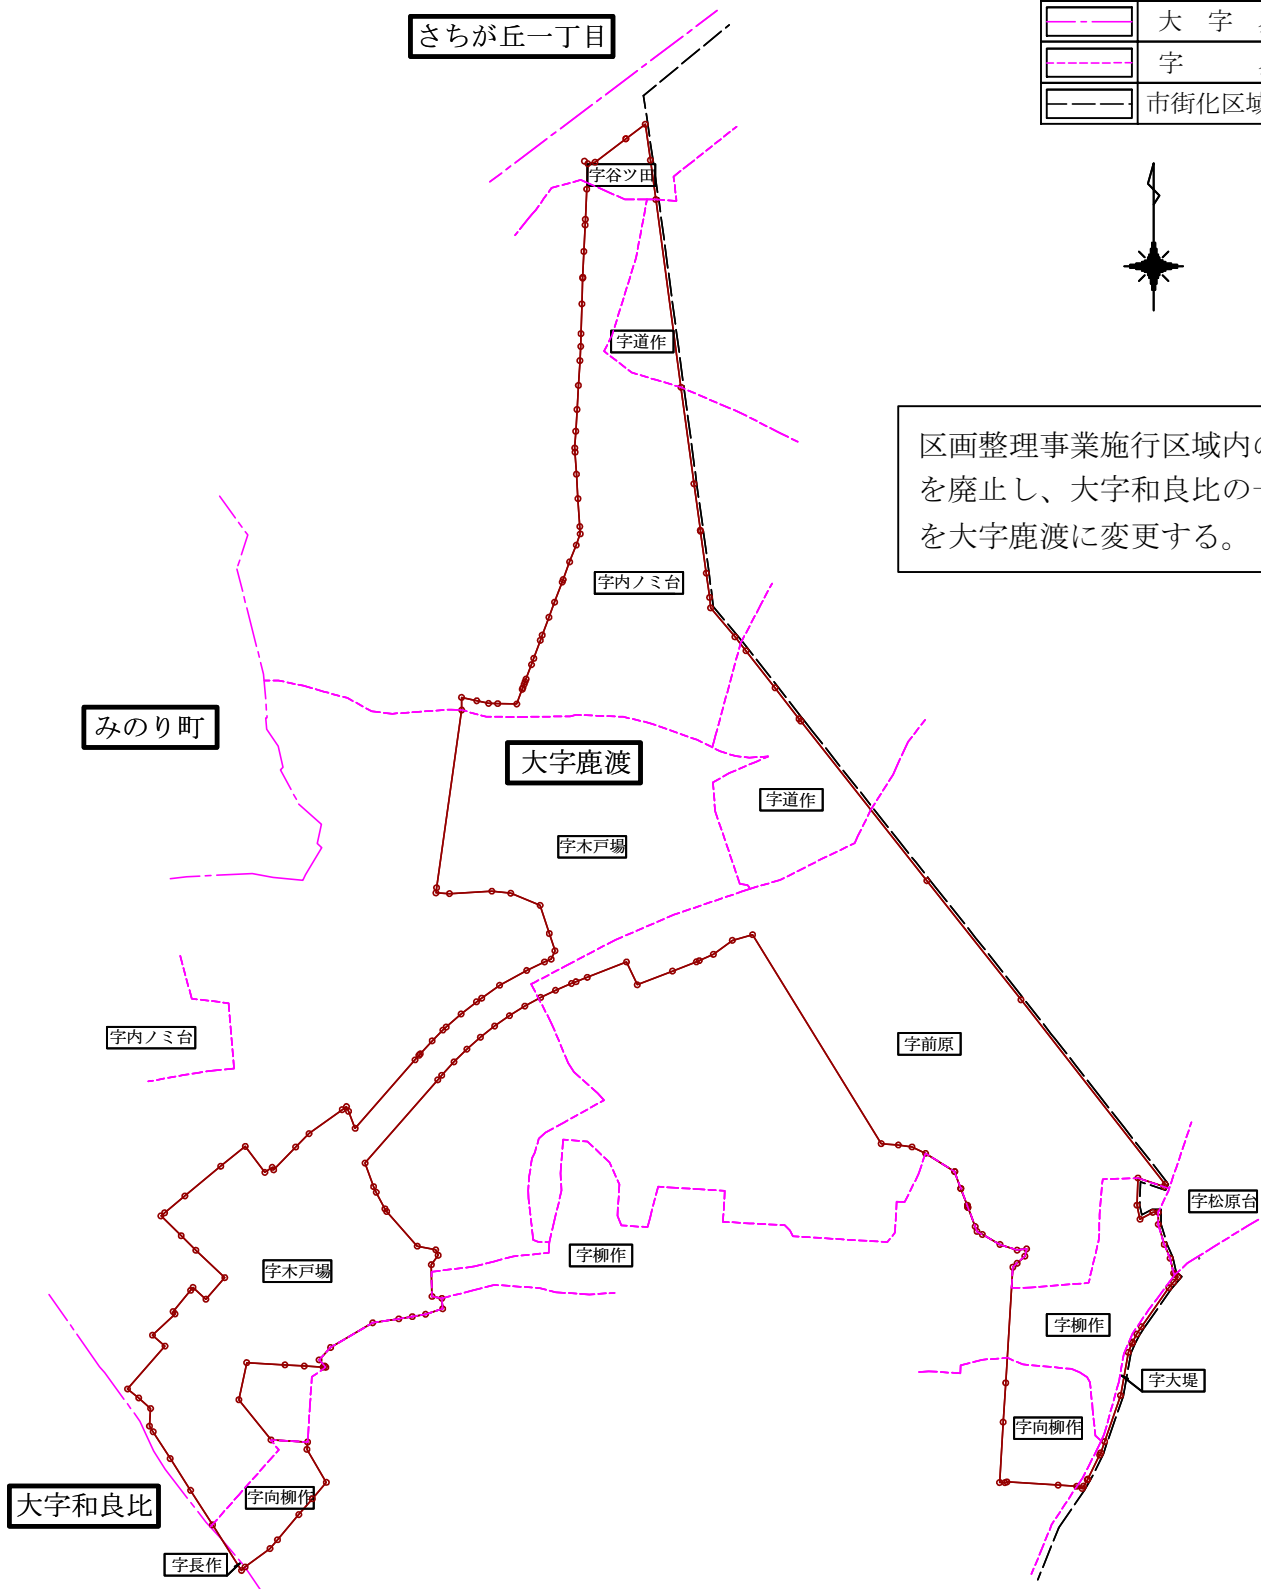 さちが丘一丁目
大 字
字
市街化区域
字谷ツ田
字道作
区画整理事業施行区域内の
を廃止し、大字和良比の一
を大字鹿渡に変更する。
字内ノミ台
みのり町
大字鹿渡
字道作
字木戸場
字内ノミ台
字前原
字松原台
字柳作
字木戸場
字柳作
字大堤
字向柳作
大字和良比
字向柳作
字長作